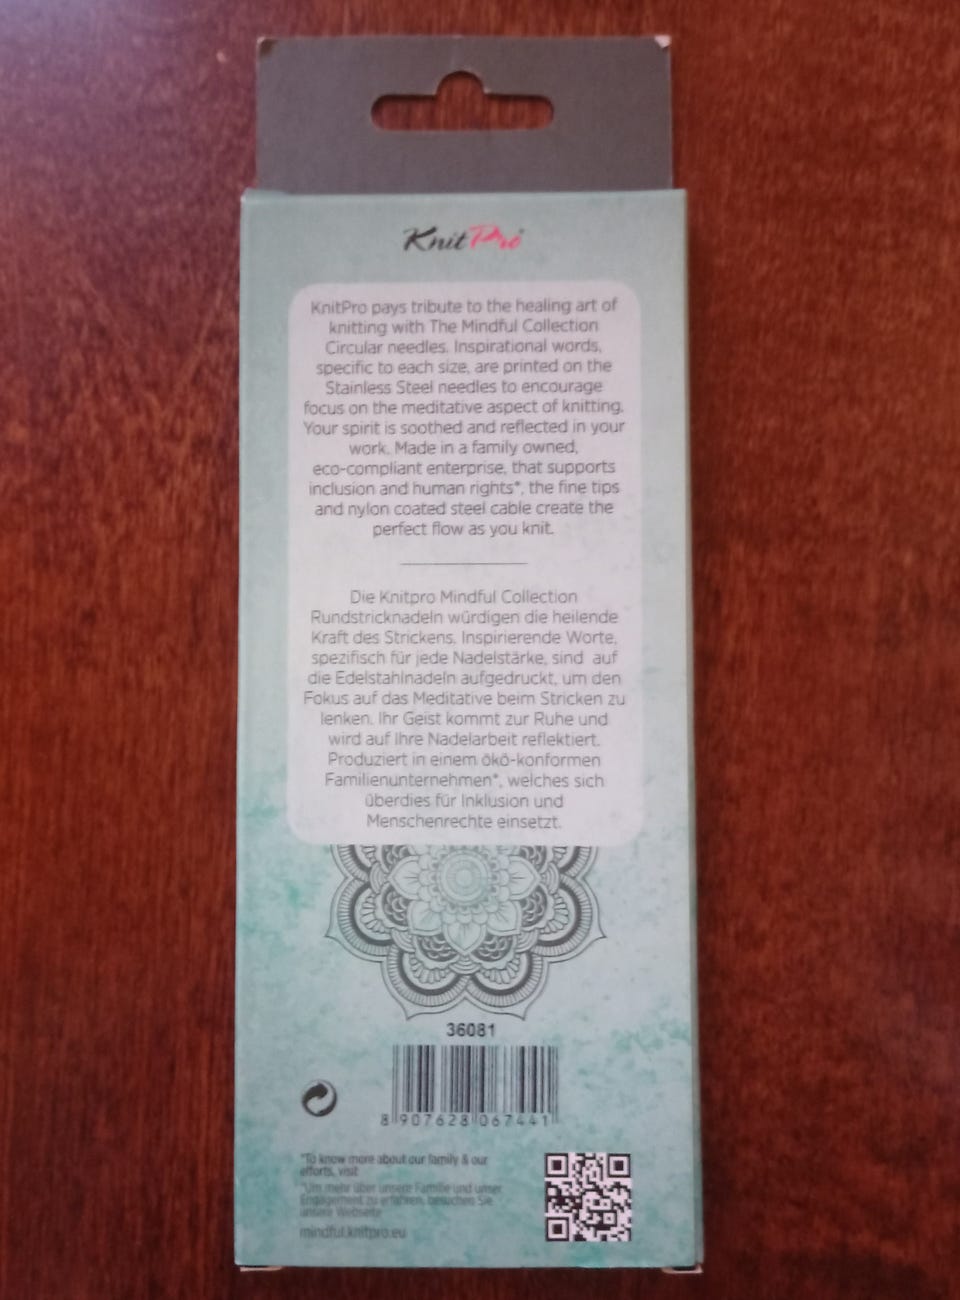 KnitPro
KnitPro pays tribute to the healing art of
knitting with The Mindful Collection
Circular needles. Inspirational words,
specific to each size, are printed on the
Stainless Steel needles to encourage
focus on the meditative aspect of knitting.
Your spirit is soothed and reflected in your
work. Made in a family owned,
eco-compliant enterprise, that supports
inclusion and human rights*, the fine tips
and nylon coated steel cable create the
perfect flow as you knit.
Die Knitpro Mindful Collection
Rundstricknadeln würdigen die heilende
Kraft des Strickens. Inspirierende Worte,
spezifisch für jede Nadelstärke, sind auf
die Edelstahlnadeln aufgedruckt, um den
Fokus auf das Meditative beim Stricken zu
lenken. Ihr Geist kommt zur Ruhe und
wird auf Ihre Nadelarbeit reflektiert.
Produziert in einem öko-konformen
Familienunternehmen*, welches sich
überdies für Inklusion und
Menschenrechte einsetzt.
36081
8 907628 067441
*To know more about our family & our
efforts, visit
*Um mehr über unsere Familie und unser
Engagement zu erfahren, besuchen Sie
unsere Webseite
mindful.knitpro.eu